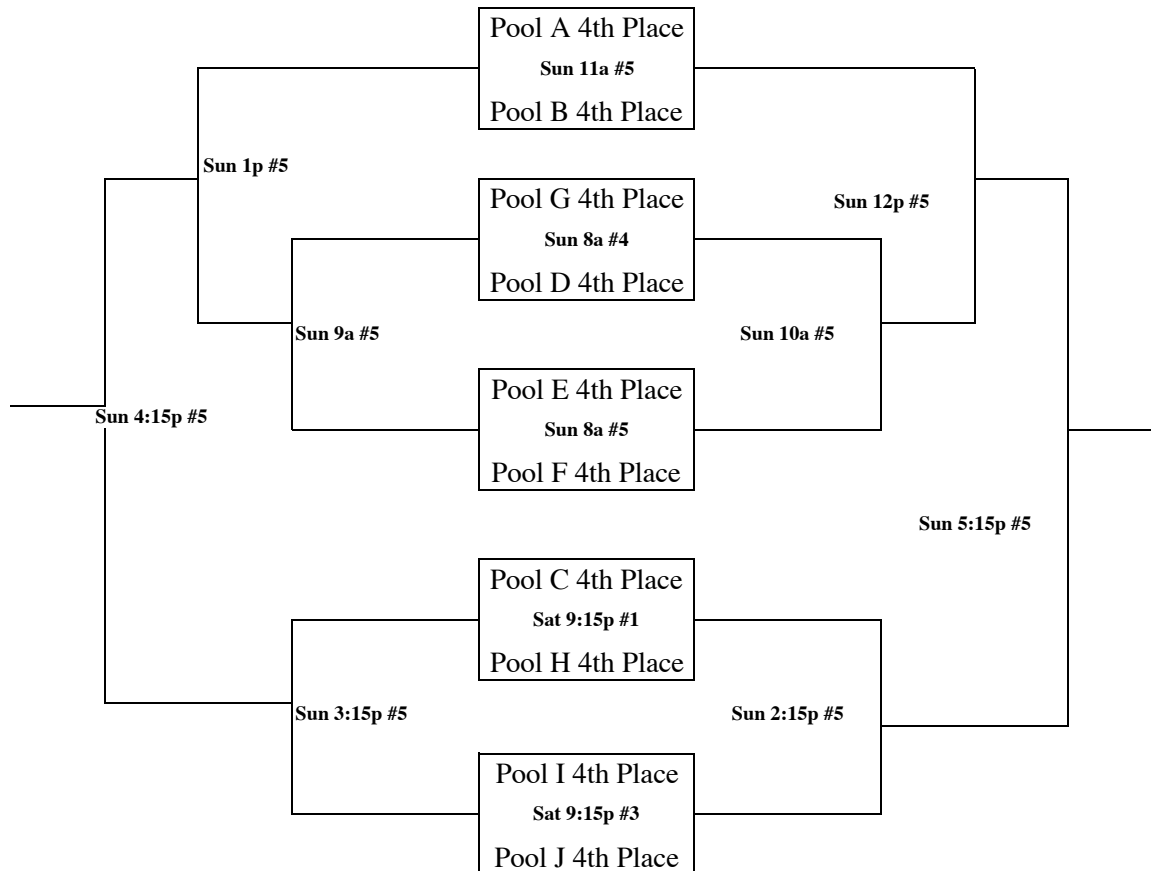 Pool A 4th Place
Sun 11a #5
Pool B 4th Place
Sun 1p #5
Pool G 4th Place
Sun 12p #5
Sun 8a #4
Pool D 4th Place
Sun 9a #5
Sun 10a #5
Pool E 4th Place
Sun 4:15p #5
Sun 8a #5
Pool F 4th Place
Sun 5:15p #5
Pool C 4th Place
Sat 9:15p #1
Pool H 4th Place
Sun 3:15p #5
Sun 2:15p #5
Pool I 4th Place
Sat 9:15p #3
Pool J 4th Place